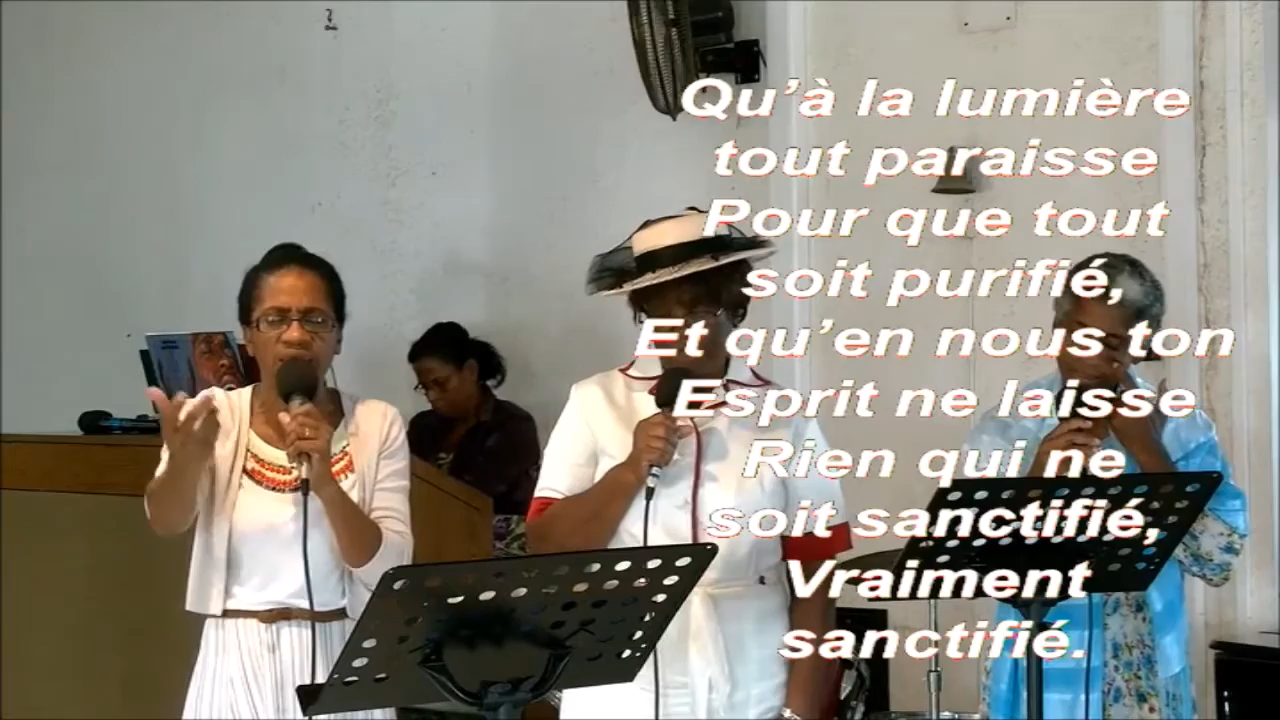 Qu’à la lumière
tout paraisse
Pour que tout
soit purifié,
Et qu’en nous ton
Esprit ne laisse
Rien qui ne
soit sanctifié,
Vraiment
sanctifié.